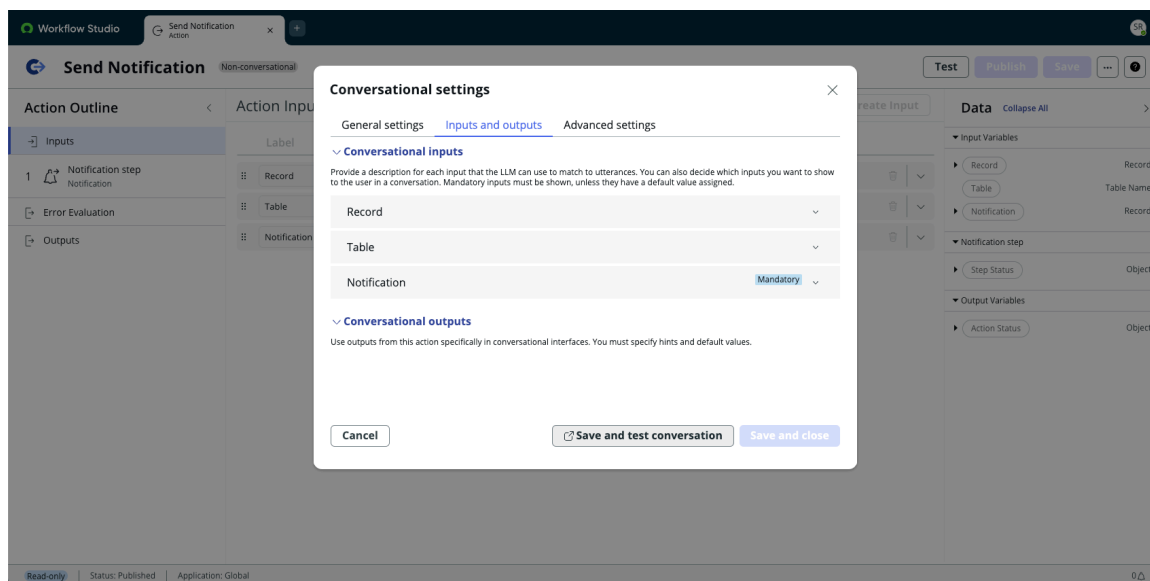 Workflow Studio
Send Notification
Action
SR
Send Notification
Non-conversational
Test
Publish
Save
Action Outline
Inputs
1
Notification step
Notification
Error Evaluation
Outputs
Action Inpu
reate Input
Label
Record
Table
Notification
Conversational settings
General settings
Inputs and outputs
Advanced settings
Conversational inputs
Provide a description for each input that the LLM can use to match to utterances. You can also decide which inputs you want to show
to the user in a conversation. Mandatory inputs must be shown, unless they have a default value assigned.
Record
Table
Notification
Mandatory
Conversational outputs
Use outputs from this action specifically in conversational interfaces. You must specify hints and default values.
Cancel
Save and test conversation
Save and close
Data
Collapse All
Input Variables
Record
Record
Table
Table Name
Notification
Record
Notification step
Step Status
Object
Output Variables
Action Status
Object
Read-only
Status: Published
Application: Global
0